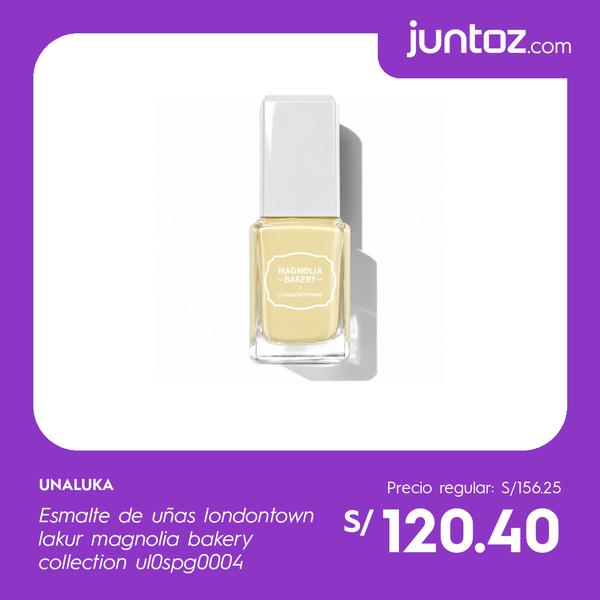 juntoz.com
MAGNOLIA
BAKERY
x
LONDONTOWN
UNALUKA
Esmalte de uñas londontown
lakur magnolia bakery
collection ul0spg0004
Precio regular: S/156.25
S/120.40